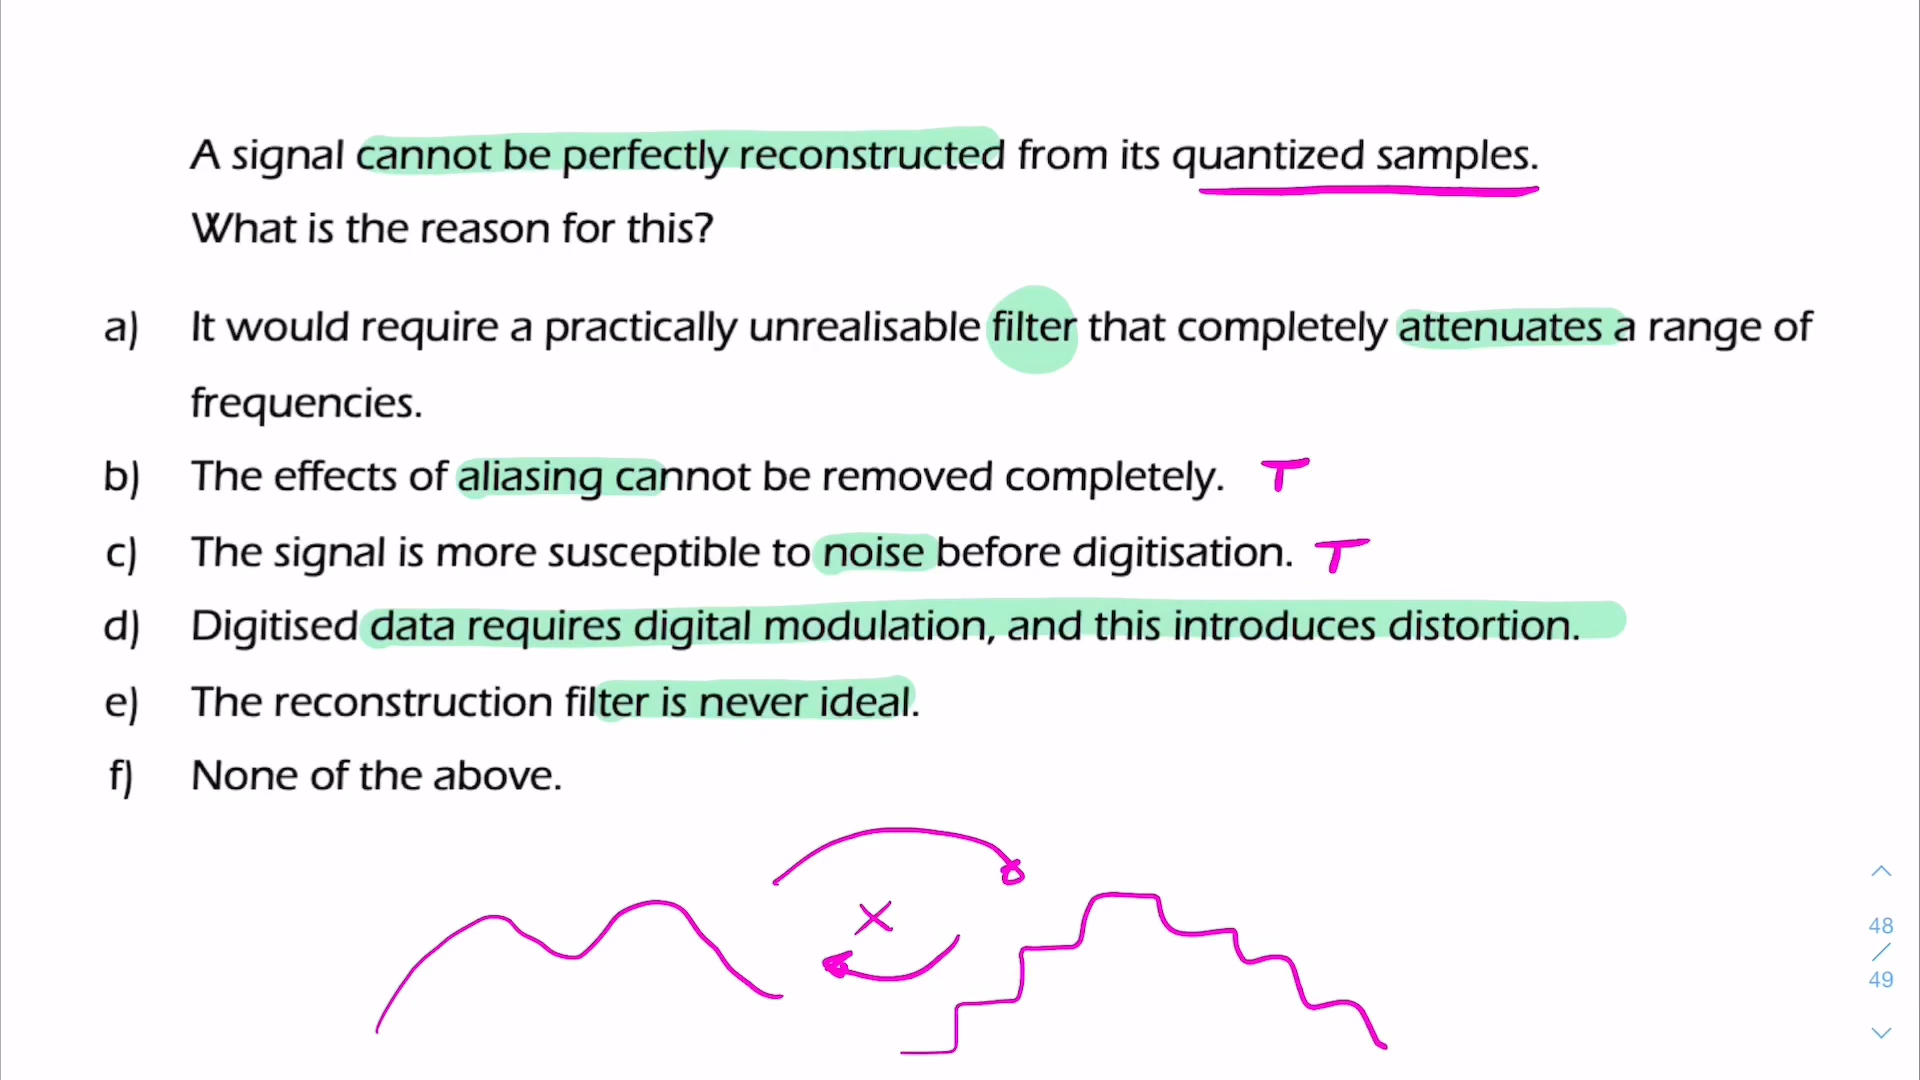 A signal cannot be perfectly reconstructed from its quantized samples.
What is the reason for this?
a) It would require a practically unrealisable filter that completely attenuates a range of
frequencies.
b) The effects of aliasing cannot be removed completely. T
c) The signal is more susceptible to noise before digitisation. T
d) Digitised data requires digital modulation, and this introduces distortion.
e) The reconstruction filter is never ideal.
f) None of the above.
X
48
/
49